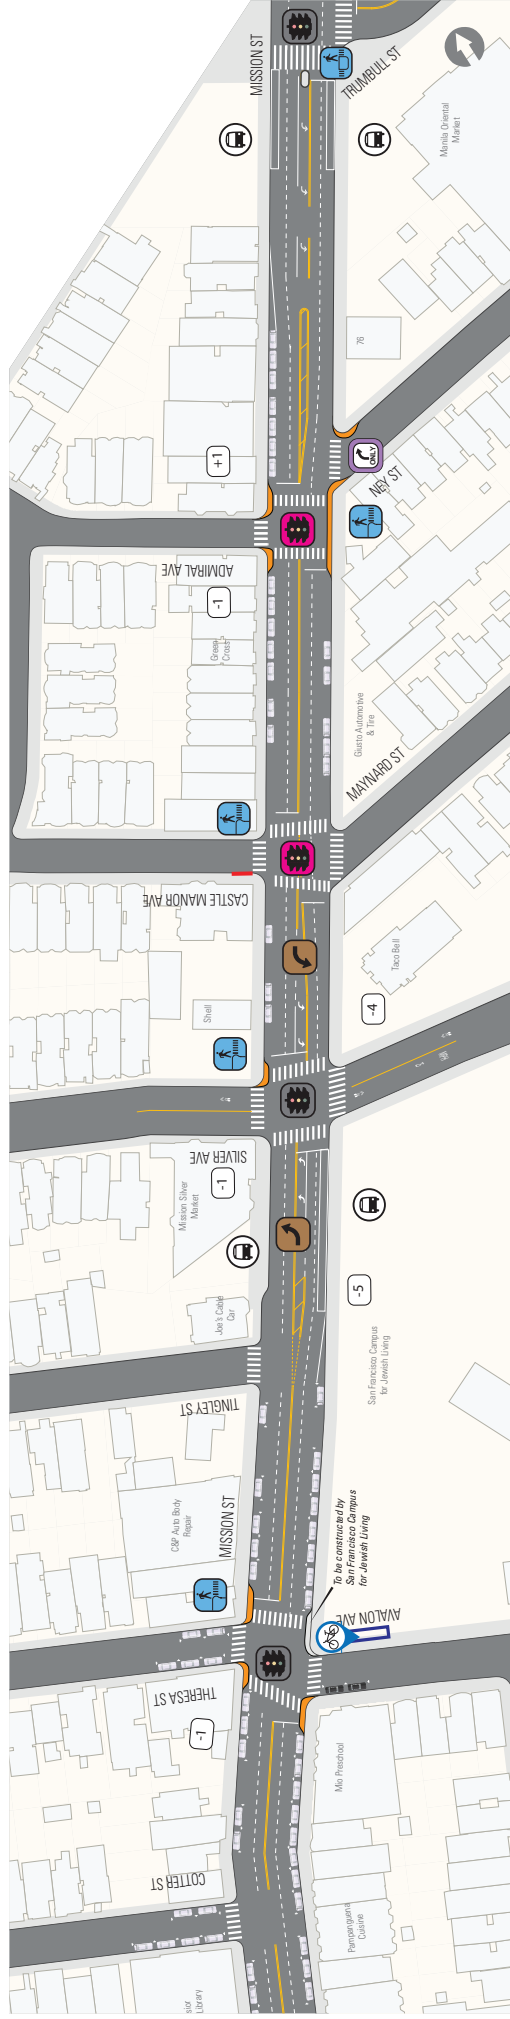 MISSION ST
TRUMBULL ST
Manila Oriental
Market
76
+1
ONLY
NEY ST
ADMIRAL AVE
-1
Green
Cross
Giusto Automotive
& Tire
MAYNARD ST
CASTLE MANOR AVE
Taco Bell
Shell
-4
SILVER AVE
-1
Mission Silver
Market
-5
Joe's Cable
Car
San Francisco Campus
for Jewish Living
TINGLEY ST
C&P Auto Body
Repair
MISSION ST
To be constructed by
San Francisco Campus
for Jewish Living
AVALON AVE
THERESA ST
-1
Mio Preschool
COTTER ST
Pampanguena
Cuisine
Library